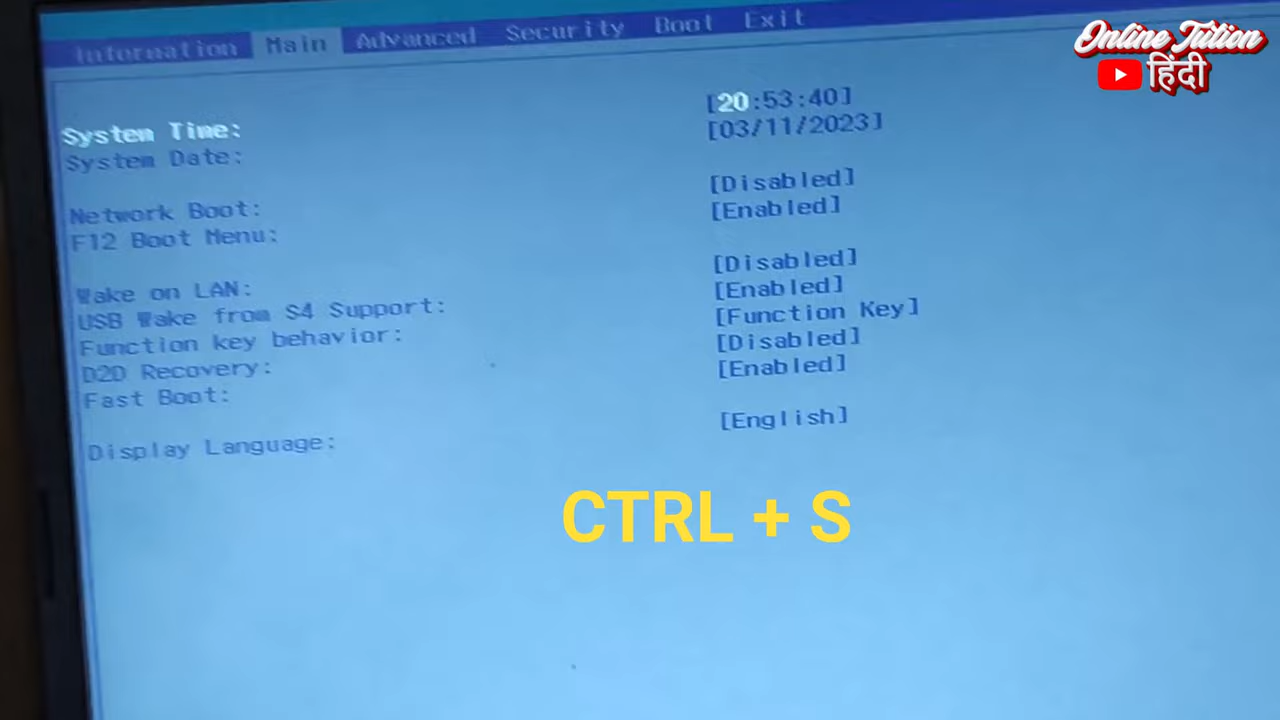 Information Main Advanced Security Boot Exit
Online Tution
हिंदी
System Time: [20:53:40]
System Date: [03/11/2023]
Network Boot: [Disabled]
F12 Boot Menu: [Enabled]
Wake on LAN: [Disabled]
USB Wake from S4 Support: [Enabled]
Function key behavior: [Function Key]
D2D Recovery: [Disabled]
Fast Boot: [Enabled]
Display Language: [English]
CTRL + S